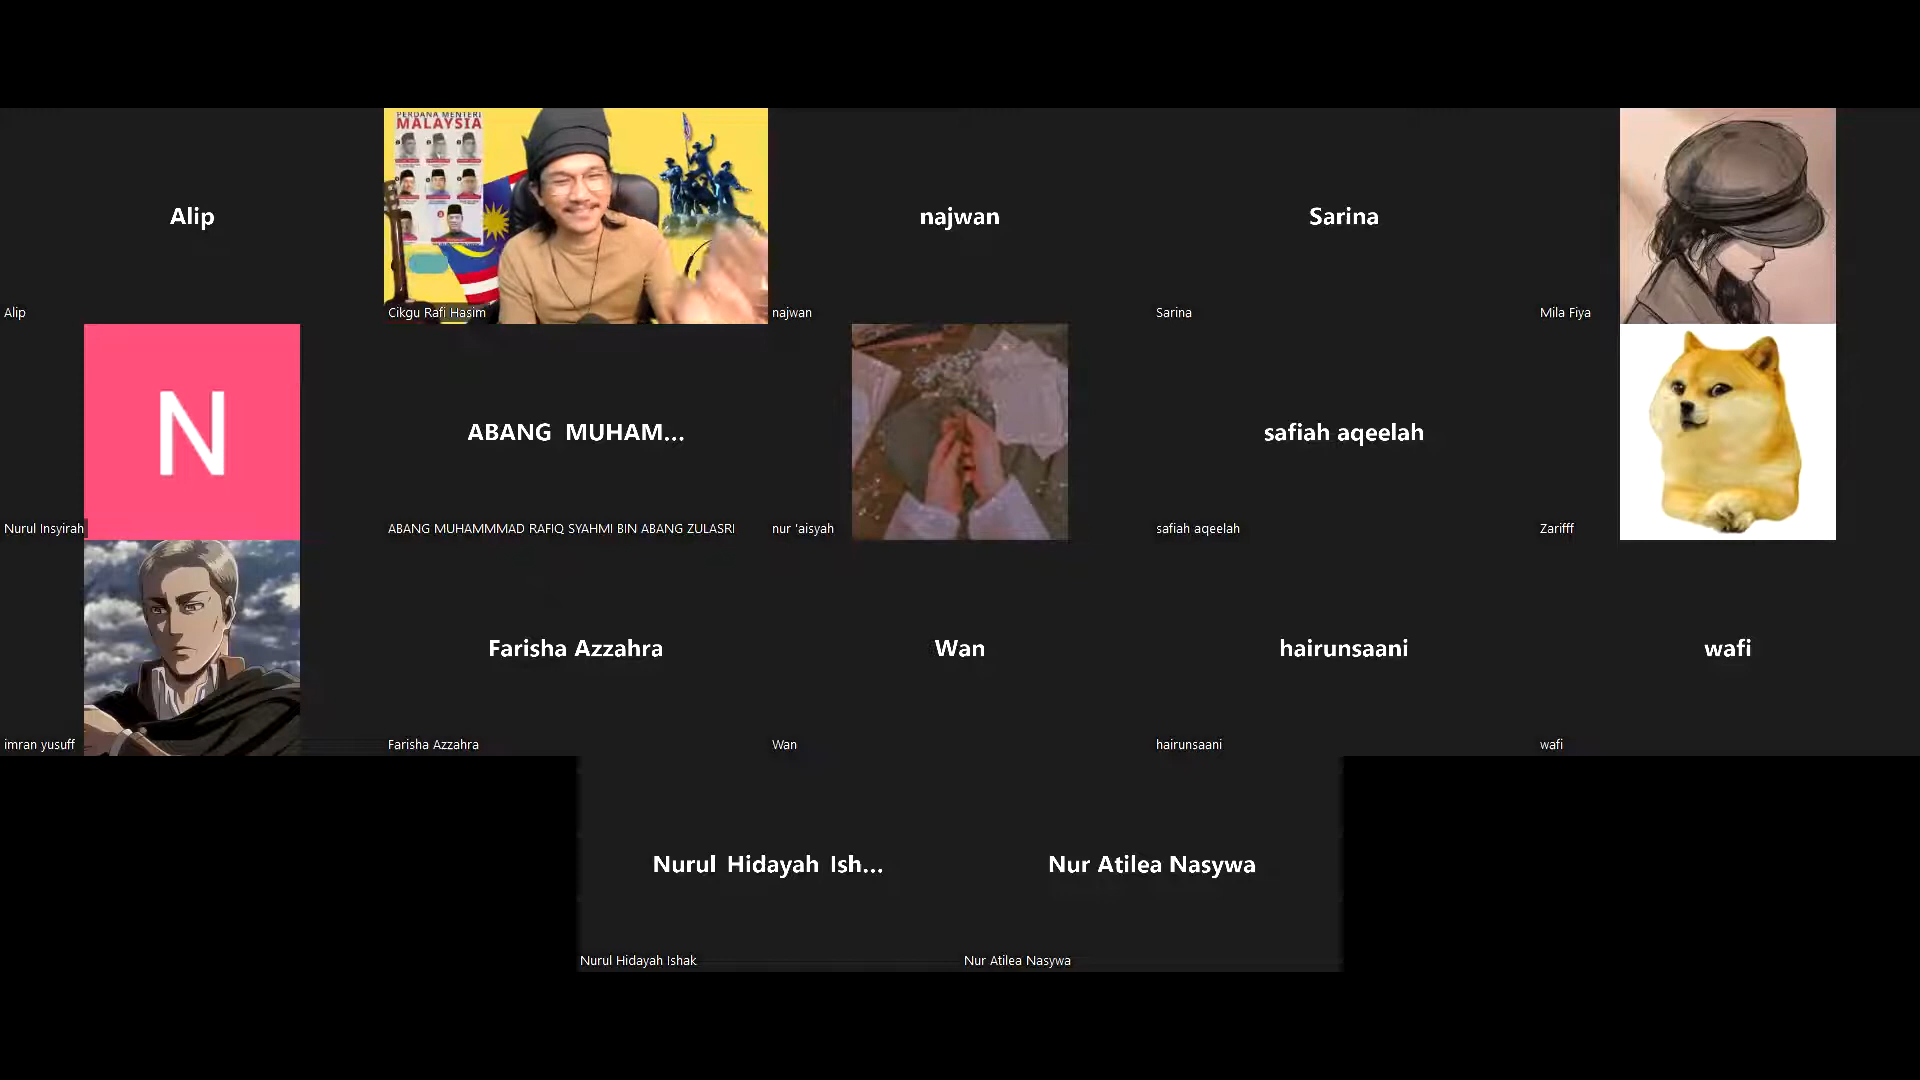 PERDANA MENTERI
MALAYSIA
Alip
najwan
Sarina
Alip
Cikgu Rafi Hasim
najwan
Sarina
Mila Fiya
N
ABANG MUHAM...
safiah aqeelah
Nurul Insyirah
ABANG MUHAMMMAD RAFIQ SYAHMI BIN ABANG ZULASRI
nur 'aisyah
safiah aqeelah
Zarifff
Farisha Azzahra
Wan
hairunsaani
wafi
imran yusuff
Farisha Azzahra
Wan
hairunsaani
wafi
Nurul Hidayah Ish...
Nur Atilea Nasywa
Nurul Hidayah Ishak
Nur Atilea Nasywa